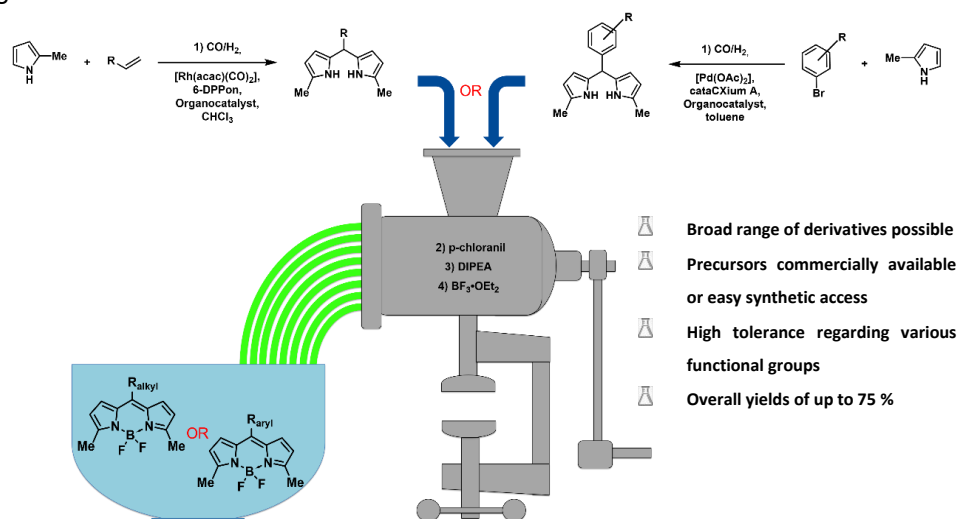 R
Me
N
H
+
R
1) CO/H₂,
[Rh(acac)(CO)₂],
6-DPPon,
Organocatalyst,
CHCl₃
R
NH
HN
Me
Me
R
NH
HN
Me
Me
1) CO/H₂,
[Pd(OAc)₂],
cataCXium A,
Organocatalyst,
toluene
R
Br
+
Me
N
H
OR
2) p-chloranil
3) DIPEA
4) BF₃•OEt₂
Broad range of derivatives possible
Precursors commercially available
or easy synthetic access
High tolerance regarding various
functional groups
Overall yields of up to 75 %
Ralkyl
N
B
N
Me
F
F
Me
OR
Raryl
N
B
N
Me
F
F
Me